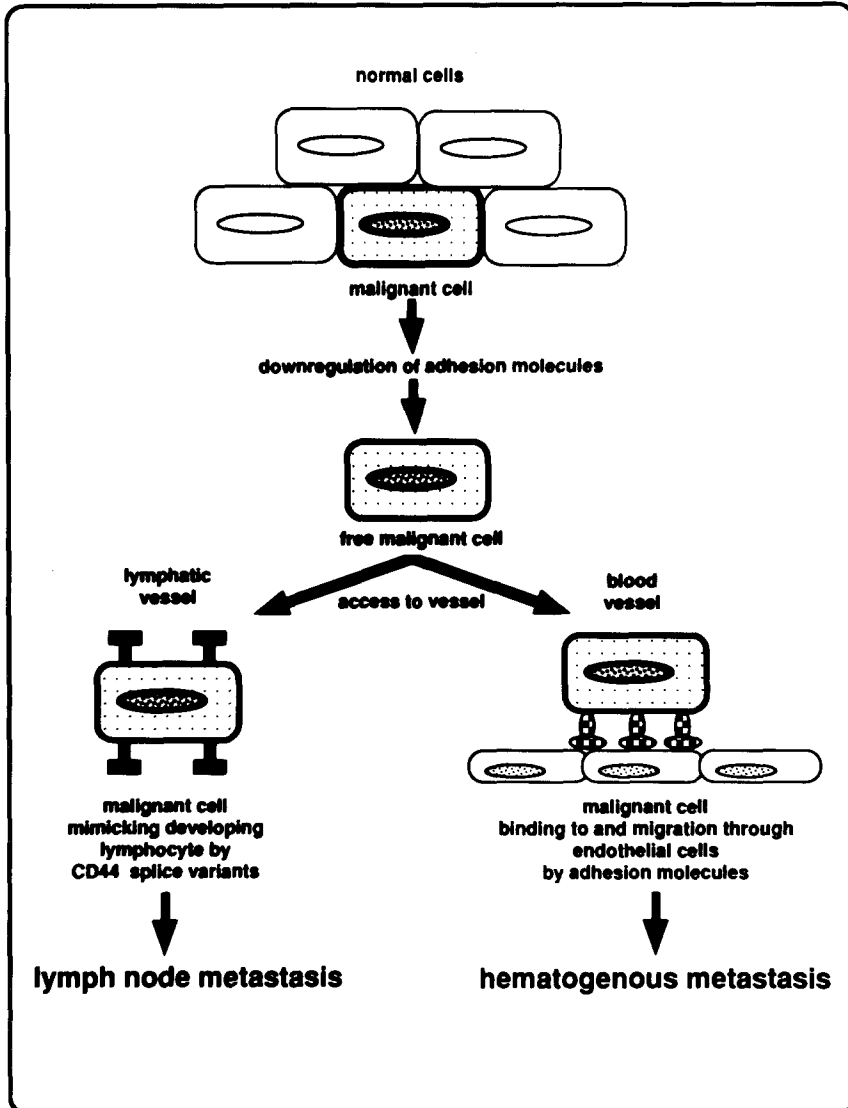 normal cells
malignant cell
downregulation of adhesion molecules
free malignant cell
lymphatic
vessel
access to vessel
blood
vessel
malignant cell
mimicking developing
lymphocyte by
CD44 splice variants
malignant cell
binding to and migration through
endothelial cells
by adhesion molecules
lymph node metastasis
hematogenous metastasis